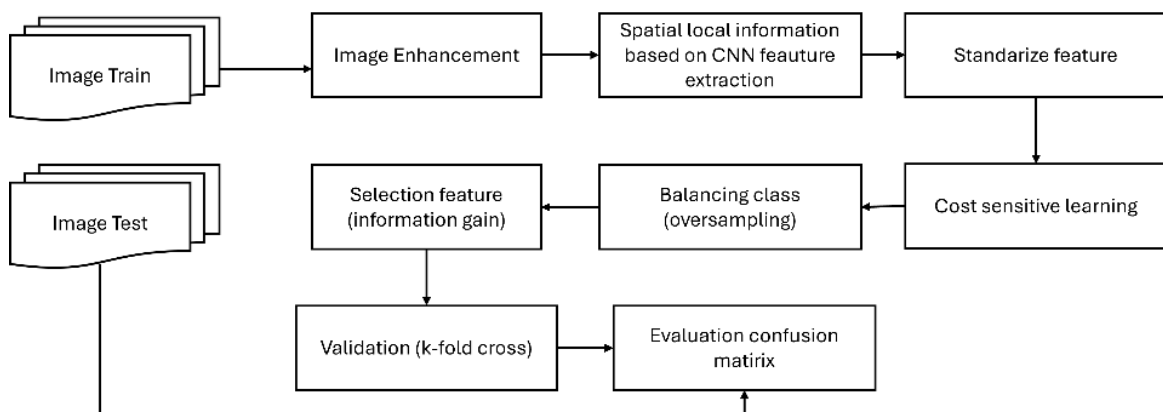 Image Train
Image Enhancement
Spatial local information
based on CNN feauture
extraction
Standarize feature
Image Test
Selection feature
(information gain)
Balancing class
(oversampling)
Cost sensitive learning
Validation (k-fold cross)
Evaluation confusion
matirix